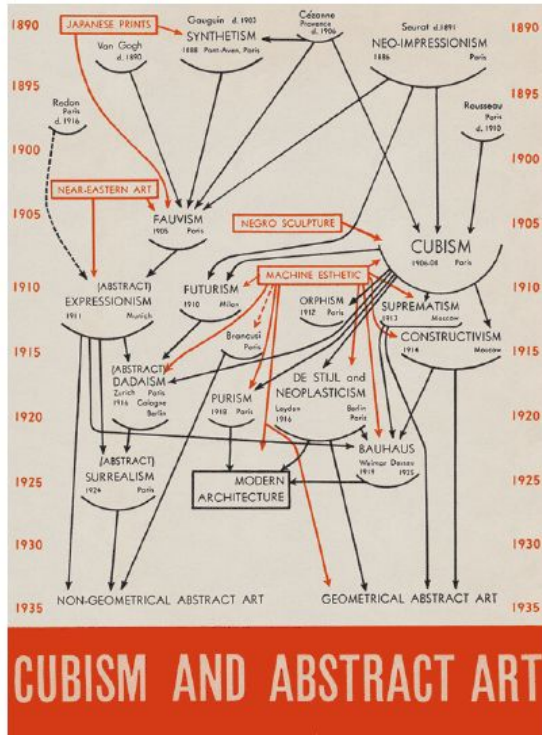 1890
JAPANESE PRINTS
Van Gogh
d. 1890
Gauguin d. 1903
SYNTHETISM
1888 Pont-Aven, Paris
Cézanne
Provence
d. 1906
Seurat d. 1891
NEO-IMPRESSIONISM
1886 Paris
1890
1895
1895
Redon
Paris
d. 1916
Rousseau
Paris
d. 1910
1900
1900
NEAR-EASTERN ART
1905
FAUVISM
1905 Paris
NEGRO SCULPTURE
CUBISM
1906-08 Paris
1905
1910
(ABSTRACT)
EXPRESSIONISM
1911 Munich
FUTURISM
1910 Milan
MACHINE ESTHETIC
ORPHISM
1912 Paris
SUPREMATISM
1913 Moscow
CONSTRUCTIVISM
1914 Moscow
1910
Brancusi
Paris
1915
1915
(ABSTRACT)
DADAISM
Zurich Paris
1916 Cologne
Berlin
PURISM
1918 Paris
DE STIJL and
NEOPLASTICISM
Leyden Berlin
1916 Paris
1920
1920
BAUHAUS
Weimar Dessau
1919 1925
(ABSTRACT)
SURREALISM
1924 Paris
MODERN
ARCHITECTURE
1925
1925
1930
1930
NON-GEOMETRICAL ABSTRACT ART
GEOMETRICAL ABSTRACT ART
1935
1935
CUBISM AND ABSTRACT ART